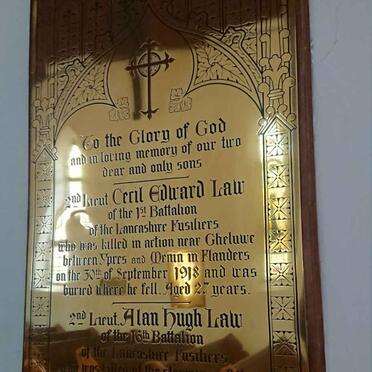 To the Glory of God
and in loving memory of our two
dear and only sons
2nd Lieut Cecil Edward Law
of the 1st Battalion
of the Lancashire Fusiliers
who was killed in action near Gheluwe
between Ypres and Menin in Flanders
on the 30th of September 1918 and was
buried where he fell. Aged 27 years.
2nd Lieut. Alan Hugh Law
of the 16th Battalion
of the Lancashire Fusiliers
who was killed